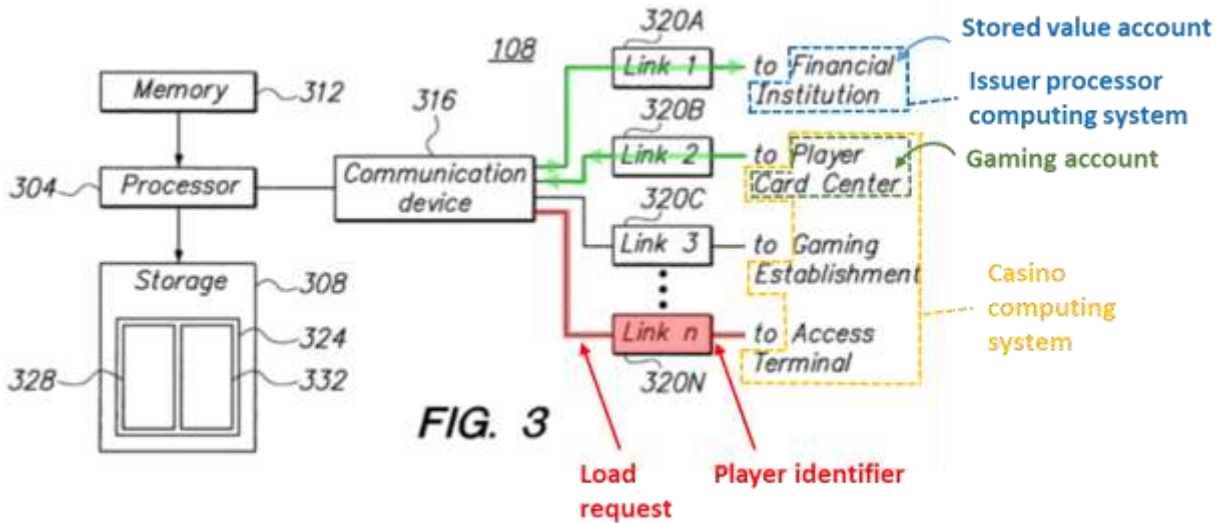 108
320A
Link 1
to Financial
Institution
Stored value account
Issuer processor
computing system
Memory
312
316
320B
Link 2
to Player
Card Center
Gaming account
304
Processor
Communication
device
320C
Link 3
to Gaming
Establishment
Storage
308
324
328
332
Link n
320N
to Access
Terminal
Casino
computing
system
FIG. 3
Load
request
Player identifier